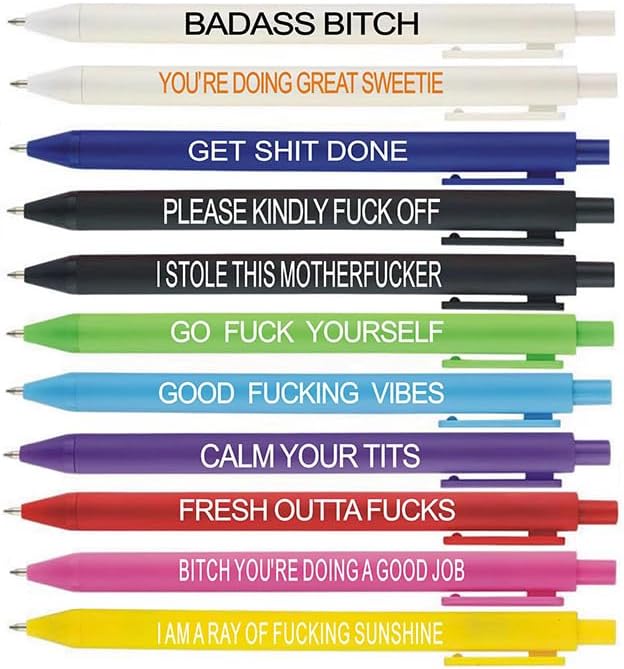 BADASS BITCH
YOU'RE DOING GREAT SWEETIE
GET SHIT DONE
PLEASE KINDLY FUCK OFF
I STOLE THIS MOTHERFUCKER
GO FUCK YOURSELF
GOOD FUCKING VIBES
CALM YOUR TITS
FRESH OUTTA FUCKS
BITCH YOU'RE DOING A GOOD JOB
I AM A RAY OF FUCKING SUNSHINE